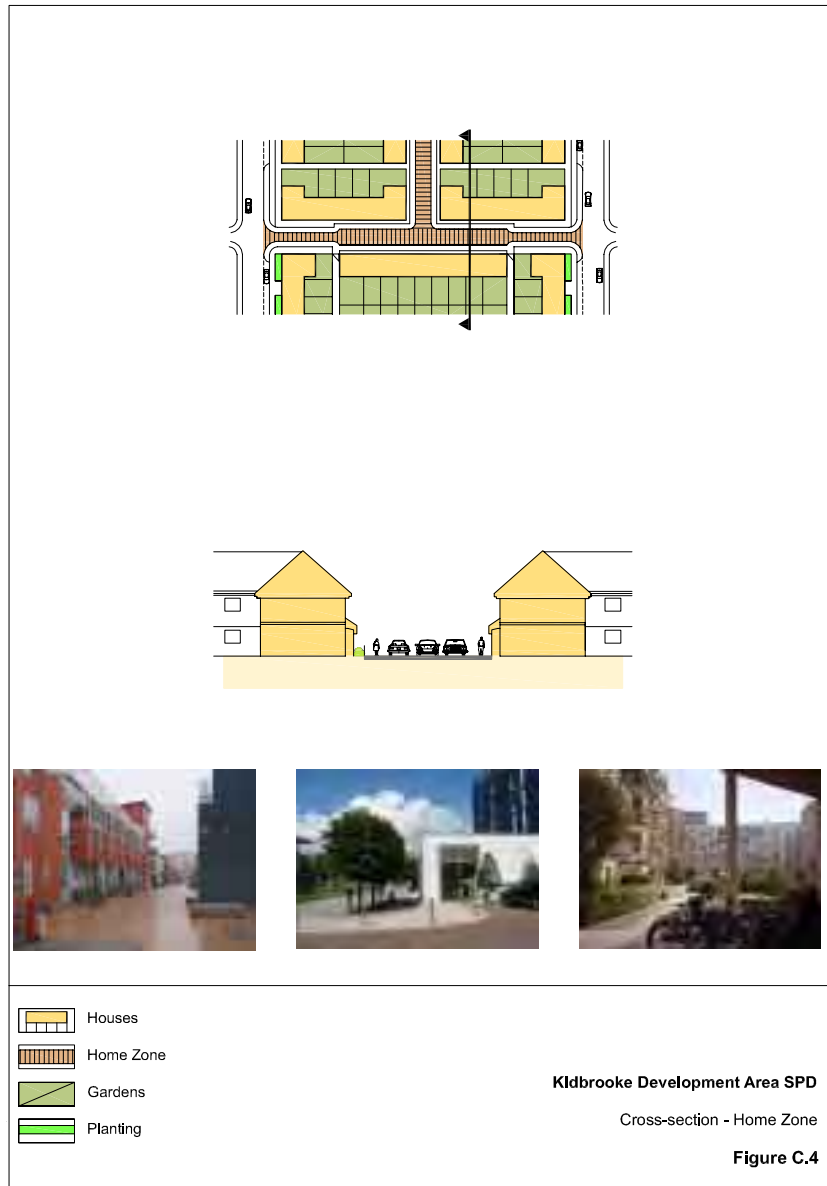 Houses
Home Zone
Gardens
Planting
Kidbrooke Development Area SPD
Cross-section - Home Zone
Figure C.4